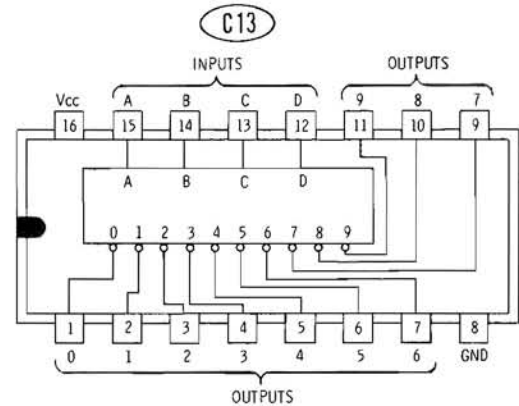 C13
INPUTS OUTPUTS
Vcc A B C D 9 8 7
16 15 14 13 12 11 10 9
A B C D
0 1 2 3 4 5 6 7 8 9
1 2 3 4 5 6 7 8
0 1 2 3 4 5 6 GND
OUTPUTS